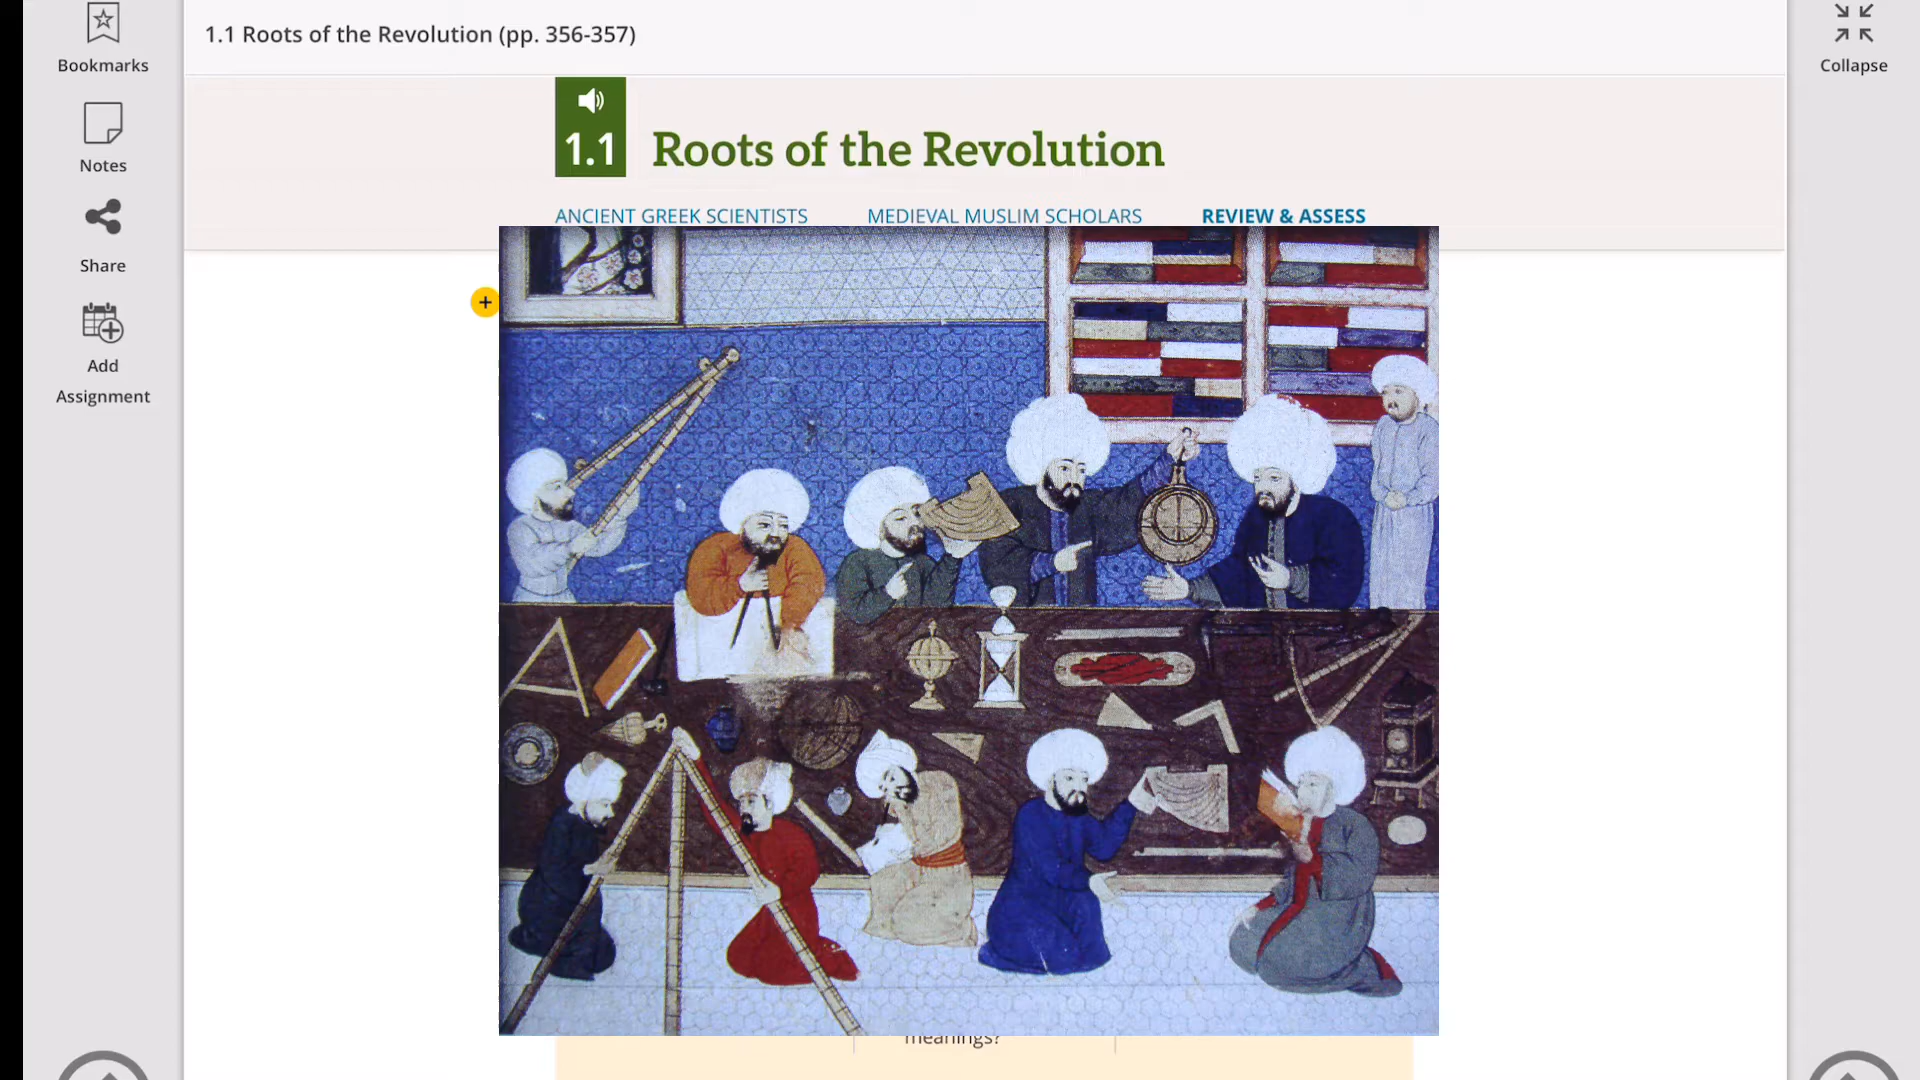 1.1 Roots of the Revolution (pp. 356-357)
Bookmarks
Notes
Share
Add
Assignment
Collapse
1.1 Roots of the Revolution
ANCIENT GREEK SCIENTISTS MEDIEVAL MUSLIM SCHOLARS REVIEW & ASSESS
meanings?